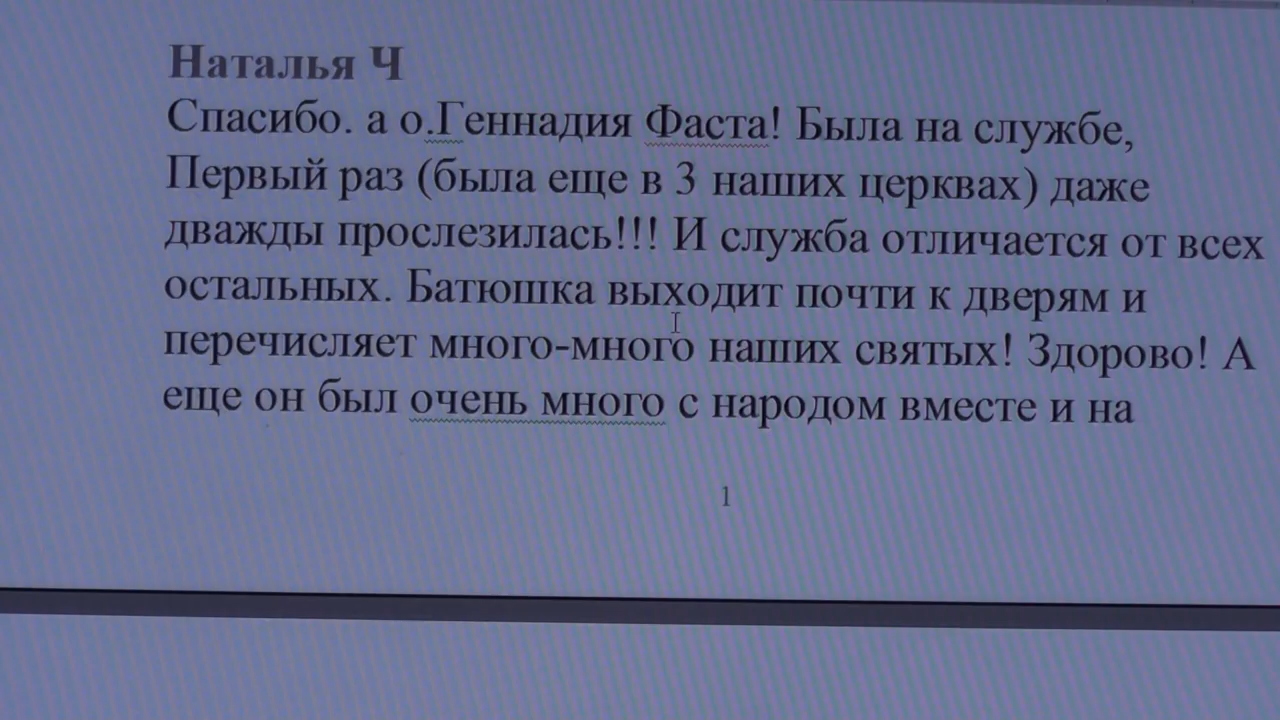 Наталья Ч
Спасибо. а о.Геннадия Фаста! Была на службе,
Первый раз (была еще в 3 наших церквах) даже
дважды прослезилась!!! И служба отличается от всех
остальных. Батюшка выходит почти к дверям и
перечисляет много-много наших святых! Здорово! А
еще он был очень много с народом вместе и на
1